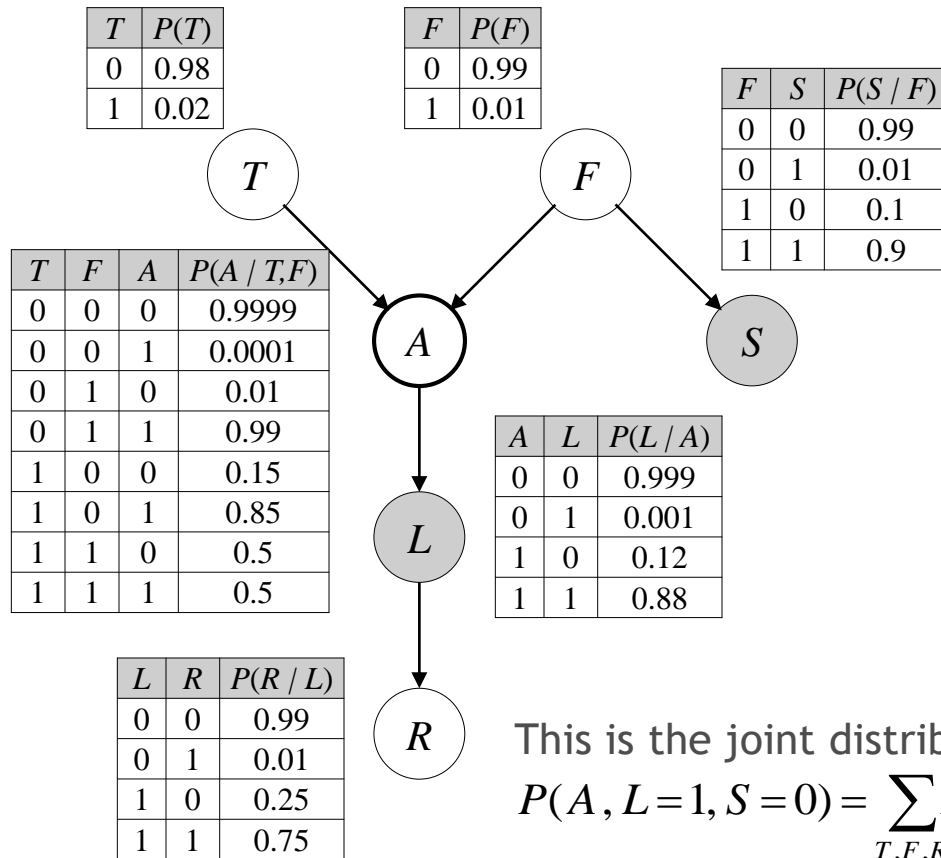 T P(T)
0 0.98
1 0.02
F P(F)
0 0.99
1 0.01
F S P(S / F)
0 0 0.99
0 1 0.01
1 0 0.1
1 1 0.9
T
F
T F A P(A / T,F)
0 0 0 0.9999
0 0 1 0.0001
0 1 0 0.01
0 1 1 0.99
1 0 0 0.15
1 0 1 0.85
1 1 0 0.5
1 1 1 0.5
A
S
A L P(L / A)
0 0 0.999
0 1 0.001
1 0 0.12
1 1 0.88
L
L R P(R / L)
0 0 0.99
0 1 0.01
1 0 0.25
1 1 0.75
R
This is the joint
P(A, L=1, S=0) = ∑
T,F,R